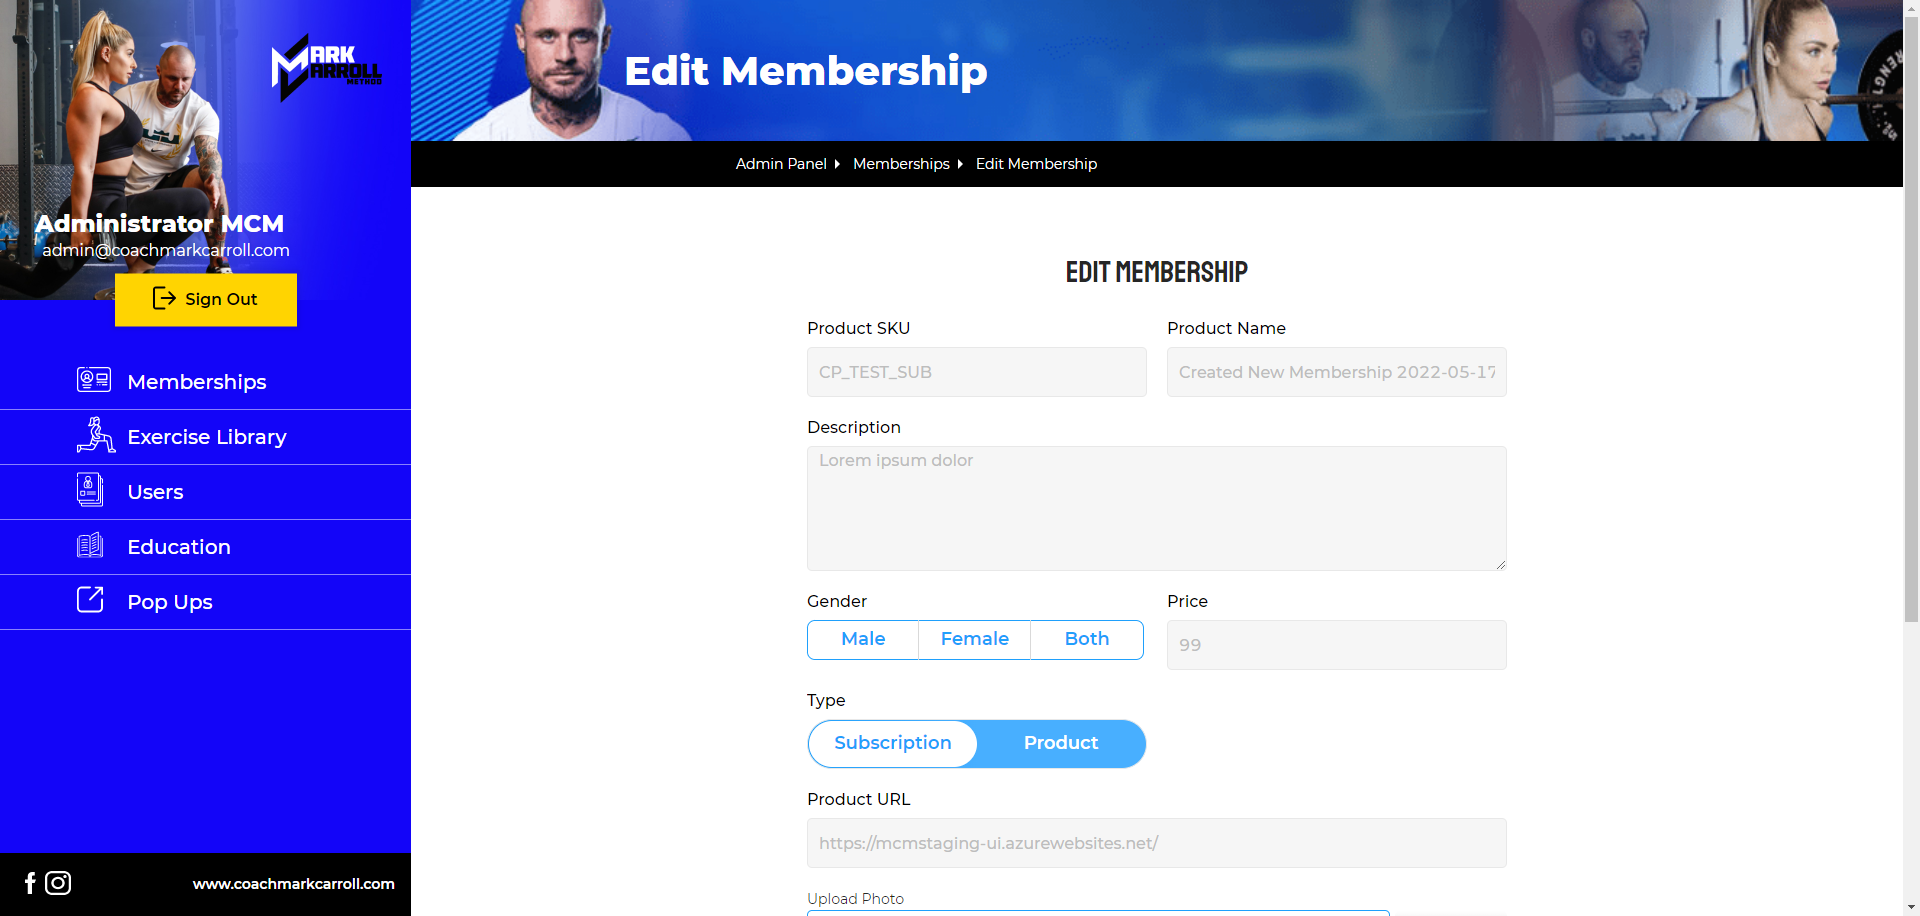 MARK
CARROLL
METHOD
Administrator MCM
admin@coachmarkcarroll.com
Sign Out
Memberships
Exercise Library
Users
Education
Pop Ups
www.coachmarkcarroll.com
Edit Membership
Admin Panel
Memberships
Edit Membership
EDIT MEMBERSHIP
Product SKU
Product Name
CP_TEST_SUB
Created New Membership 2022-05-17
Description
Lorem ipsum dolor
Gender
Price
Male
Female
Both
99
Type
Subscription
Product
Product URL
https://mcmstaging-ui.azurewebsites.net/
Upload Photo